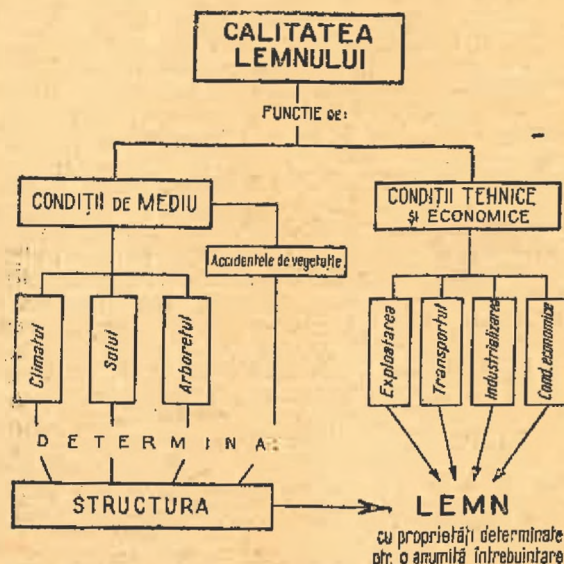 CALITATEA
LEMNULUI
FUNCTIE DE:
CONDIȚII DE MEDIU
CONDIȚII TEHNICE
ȘI ECONOMICE
Accidentele de vegetație
Climatul
Solul
Arboretul
Exploatarea
Transportul
Industrializarea
Cond. economice
DETERMINA:
STRUCTURA
LEMN
cu proprietăți determinate
ptr. o anumită întrebuințare